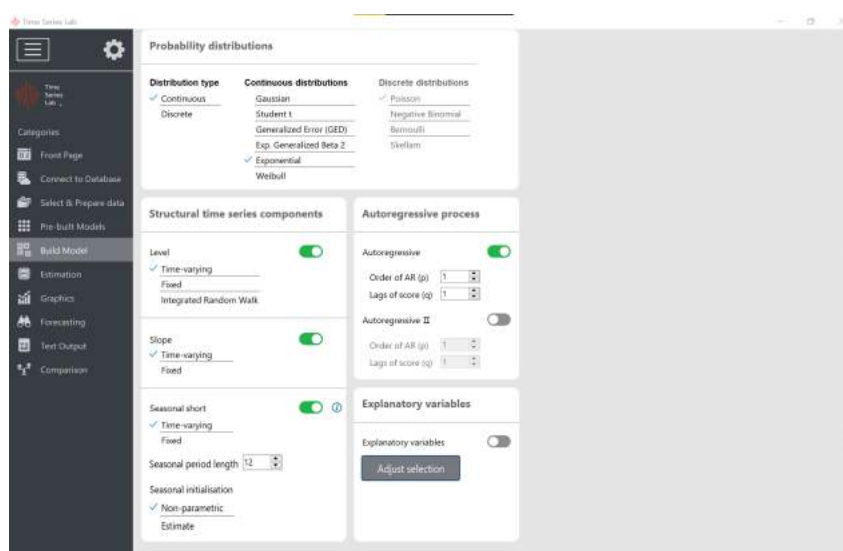 Time Series Lab
Time
Series
Lab
Categories
Front Page
Connect to Database
Select & Prepare data
Pre-built Models
Build Model
Estimation
Graphics
Forecasting
Text Output
Comparison
Probability distributions
Distribution type
Continuous
Discrete
Continuous distributions
Gaussian
Student t
Generalized Error (GED)
Exp. Generalized Beta 2
Exponential
Weibull
Discrete distributions
Poisson
Negative Binomial
Bernoulli
Skellam
Structural time series components
Level
Time-varying
Fixed
Integrated Random Walk
Slope
Time-varying
Fixed
Seasonal short
Time-varying
Fixed
Seasonal period length 12
Seasonal initialisation
Non-parametric
Estimate
Autoregressive process
Autoregressive
Order of AR (p) 1
Lags of score (q) 1
Autoregressive II
Order of AR (p) 1
Lags of score (q) 1
Explanatory variables
Explanatory variables
Adjust selection